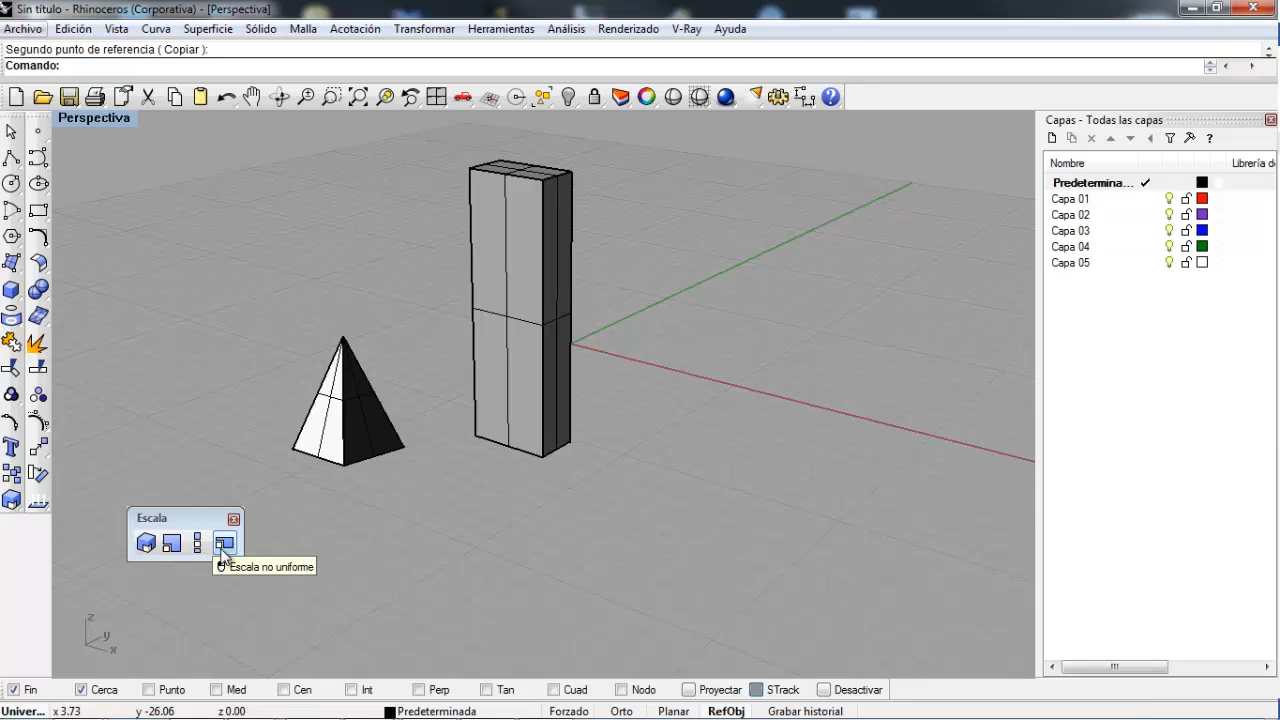 Sin título - Rhinoceros (Corporativa) - [Perspectiva]
Archivo Edición Vista Curva Superficie Sólido Malla Acotación Transformar Herramientas Análisis Renderizado V-Ray Ayuda
Segundo punto de referencia ( Copiar ):
Comando:
Perspectiva
Capas - Todas las capas
Nombre Librería de
Predetermina...
Capa 01
Capa 02
Capa 03
Capa 04
Capa 05
Escala
Escala no uniforme
z
y
x
Fin Cerca Punto Med Cen Int Perp Tan Cuad Nodo Proyectar STrack Desactivar
Univer... x 3.73 y -26.06 z 0.00 Predeterminada Forzado Orto Planar RefObj Grabar historial